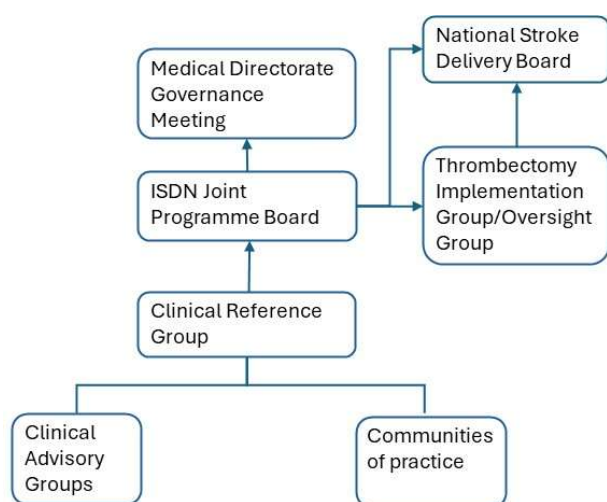 National Stroke
Delivery Board
Medical Directorate
Governance
Meeting
Thrombectomy
Implementation
Group/Oversight
Group
ISDN Joint
Programme Board
Clinical Reference
Group
Clinical
Advisory
Groups
Communities
of practice